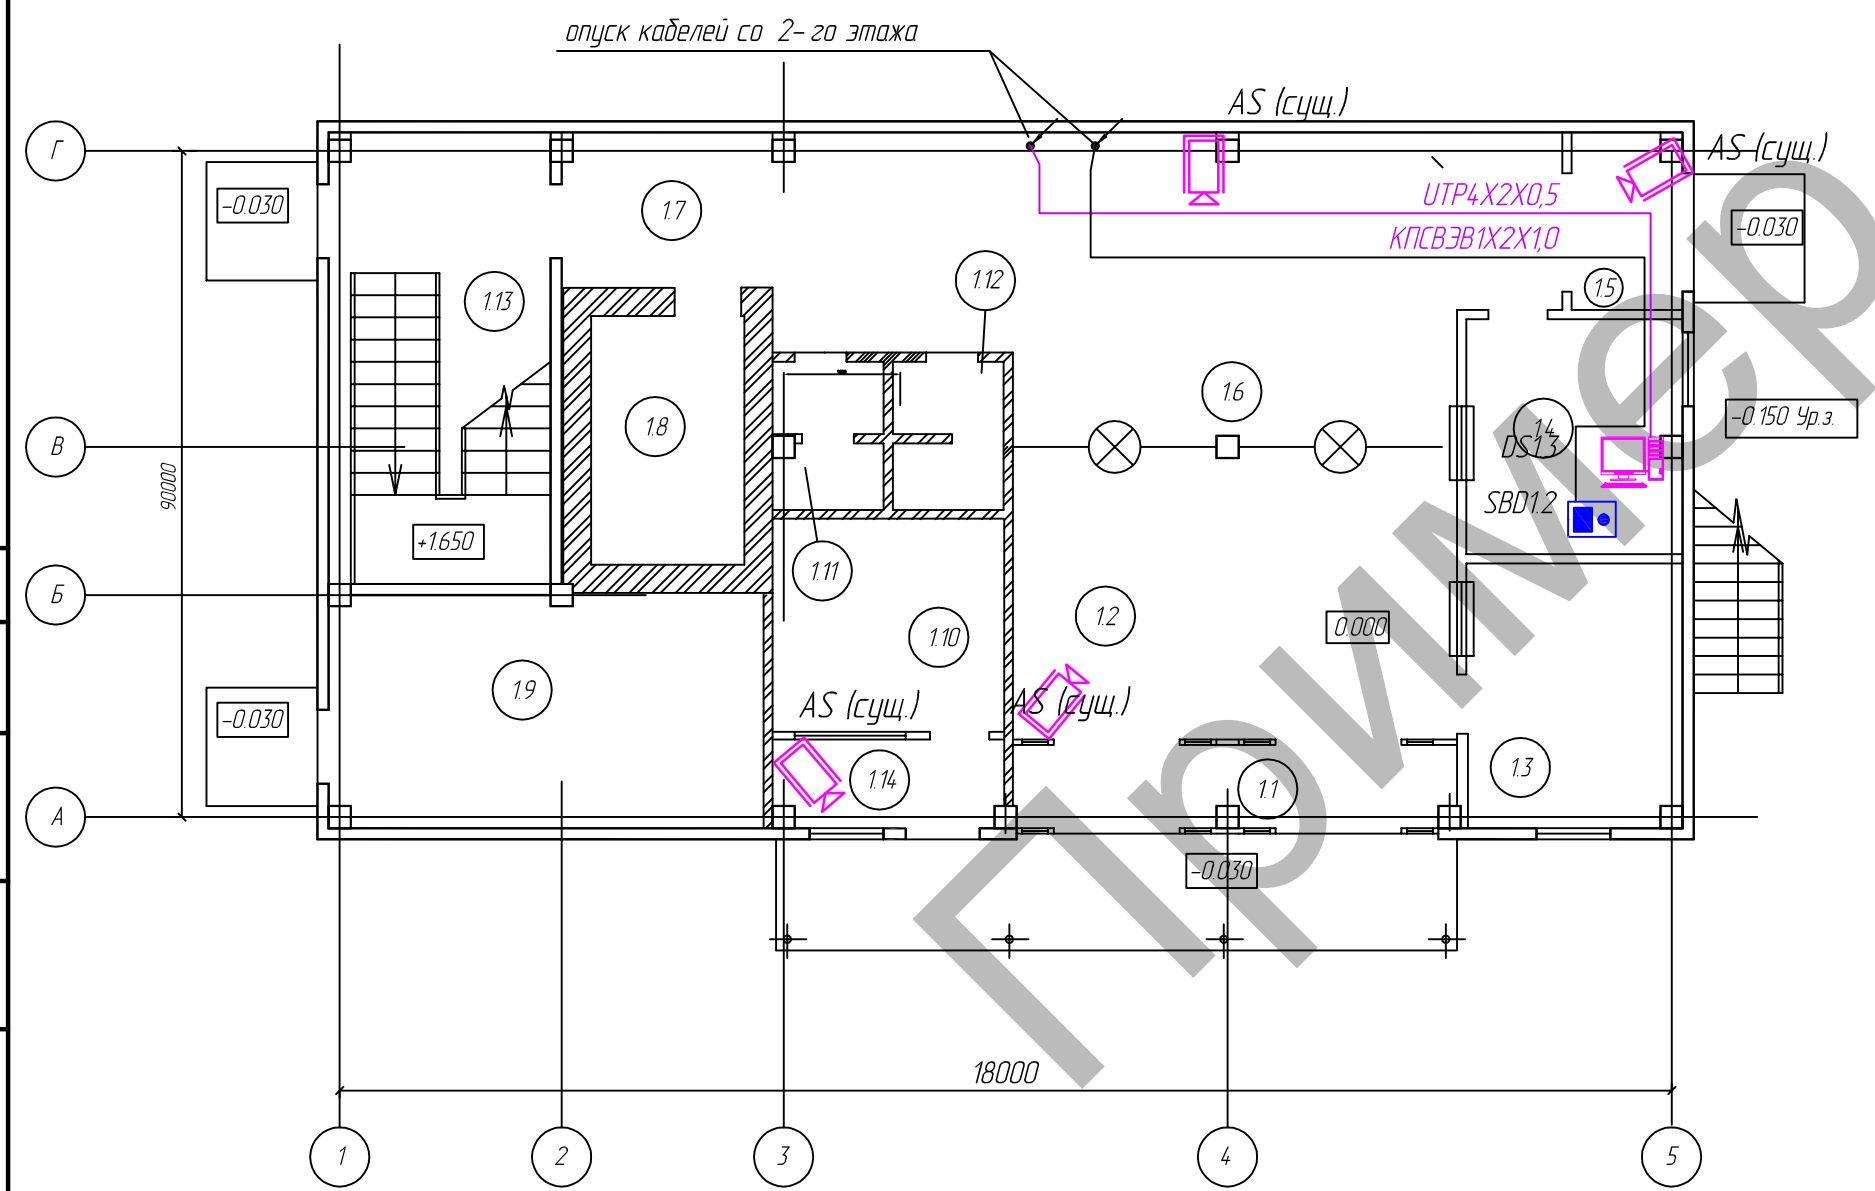 опуск кабелей со 2-го этажа
AS (сущ.)
AS (сущ.)
Г
-0.030
1.7
UTP4X2X0,5
-0.030
КПСВЭВ1X2X1,0
1.13
1.12
1.5
1.6
1.8
1.4
-0.150 Ур.з.
В
DS1.3
90000
SBD1.2
+1.650
1.11
Б
1.2
0.000
1.10
1.9
AS (сущ.)
AS (сущ.)
-0.030
1.14
1.3
1.1
А
-0.030
18000
1
2
3
4
5
Пример